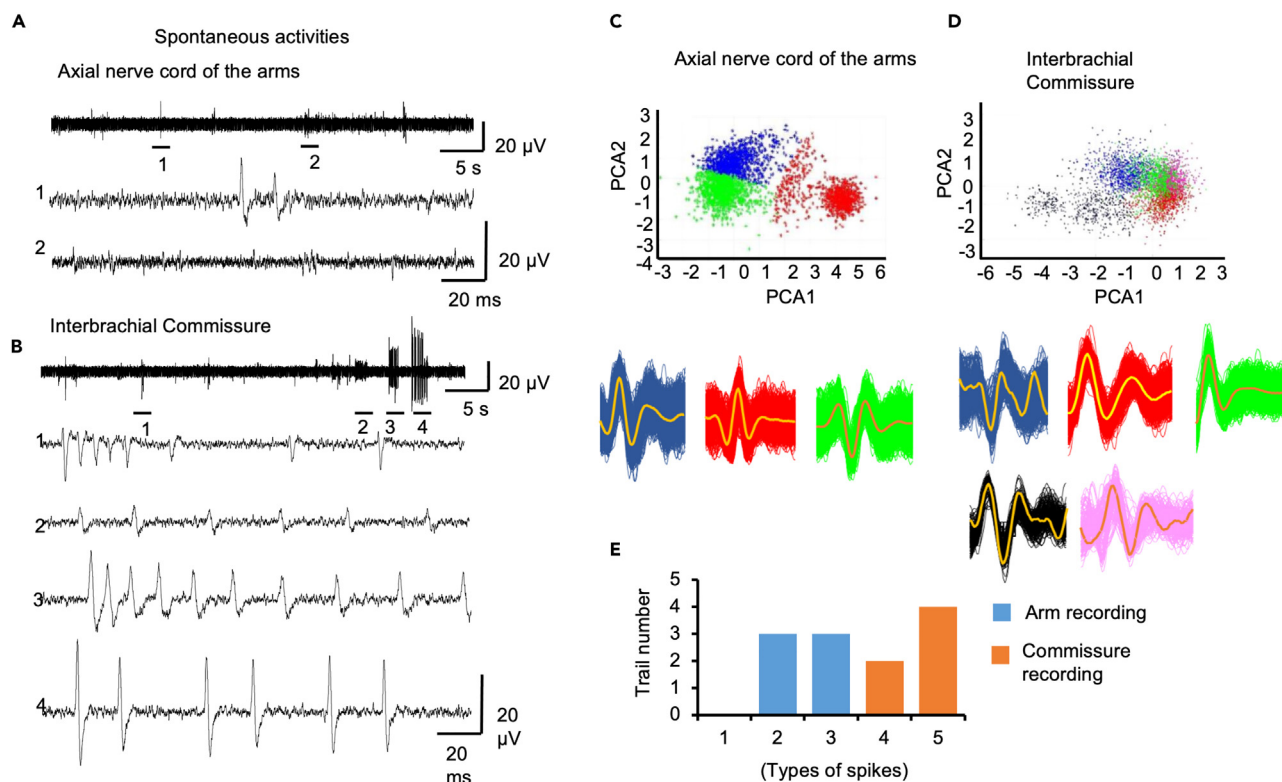 A
Spontaneous activities
Axial nerve cord of the arms
20 µV
5 s
1
2
1
2
20 µV
20 ms
B
Interbrachial Commissure
20 µV
5 s
1
2
3
4
1
2
3
4
20
µV
20
ms
C
Axial nerve cord of the arms
PCA2
3
2
1
0
-1
-2
-3
-4
-3 -2 -1 0 1 2 3 4 5 6
PCA1
D
Interbrachial
Commissure
PCA2
3
2
1
0
-1
-2
-3
-6 -5 -4 -3 -2 -1 0 1 2 3
PCA1
E
Trail number
5
4
3
2
1
0
1 2 3 4 5
(Types of spikes)
Arm recording
Commissure
recording